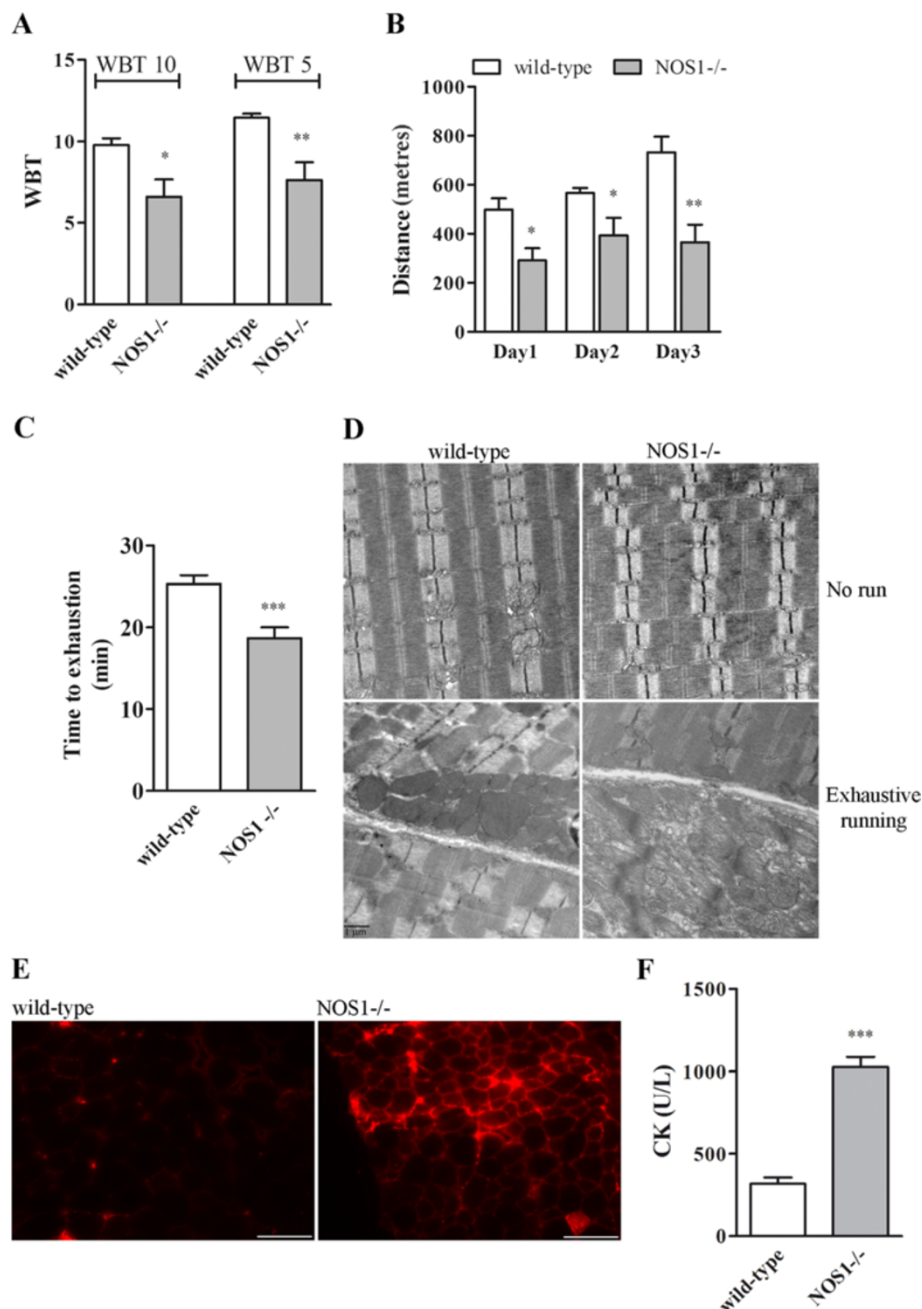 A
15
10
5
0
WBT
WBT 10
WBT 5
*
**
wild-type
NOS1-/-
wild-type
NOS1-/-
B
wild-type
NOS1-/-
1000
800
600
400
200
0
Distance (metres)
*
*
**
Day1
Day2
Day3
C
30
20
10
0
Time to exhaustion
(min)
***
wild-type
NOS1 -/-
D
wild-type
NOS1-/-
No run
Exhaustive
running
1 µm
E
wild-type
NOS1-/-
F
1500
1000
500
0
CK (U/L)
***
wild-type
NOS1-/-